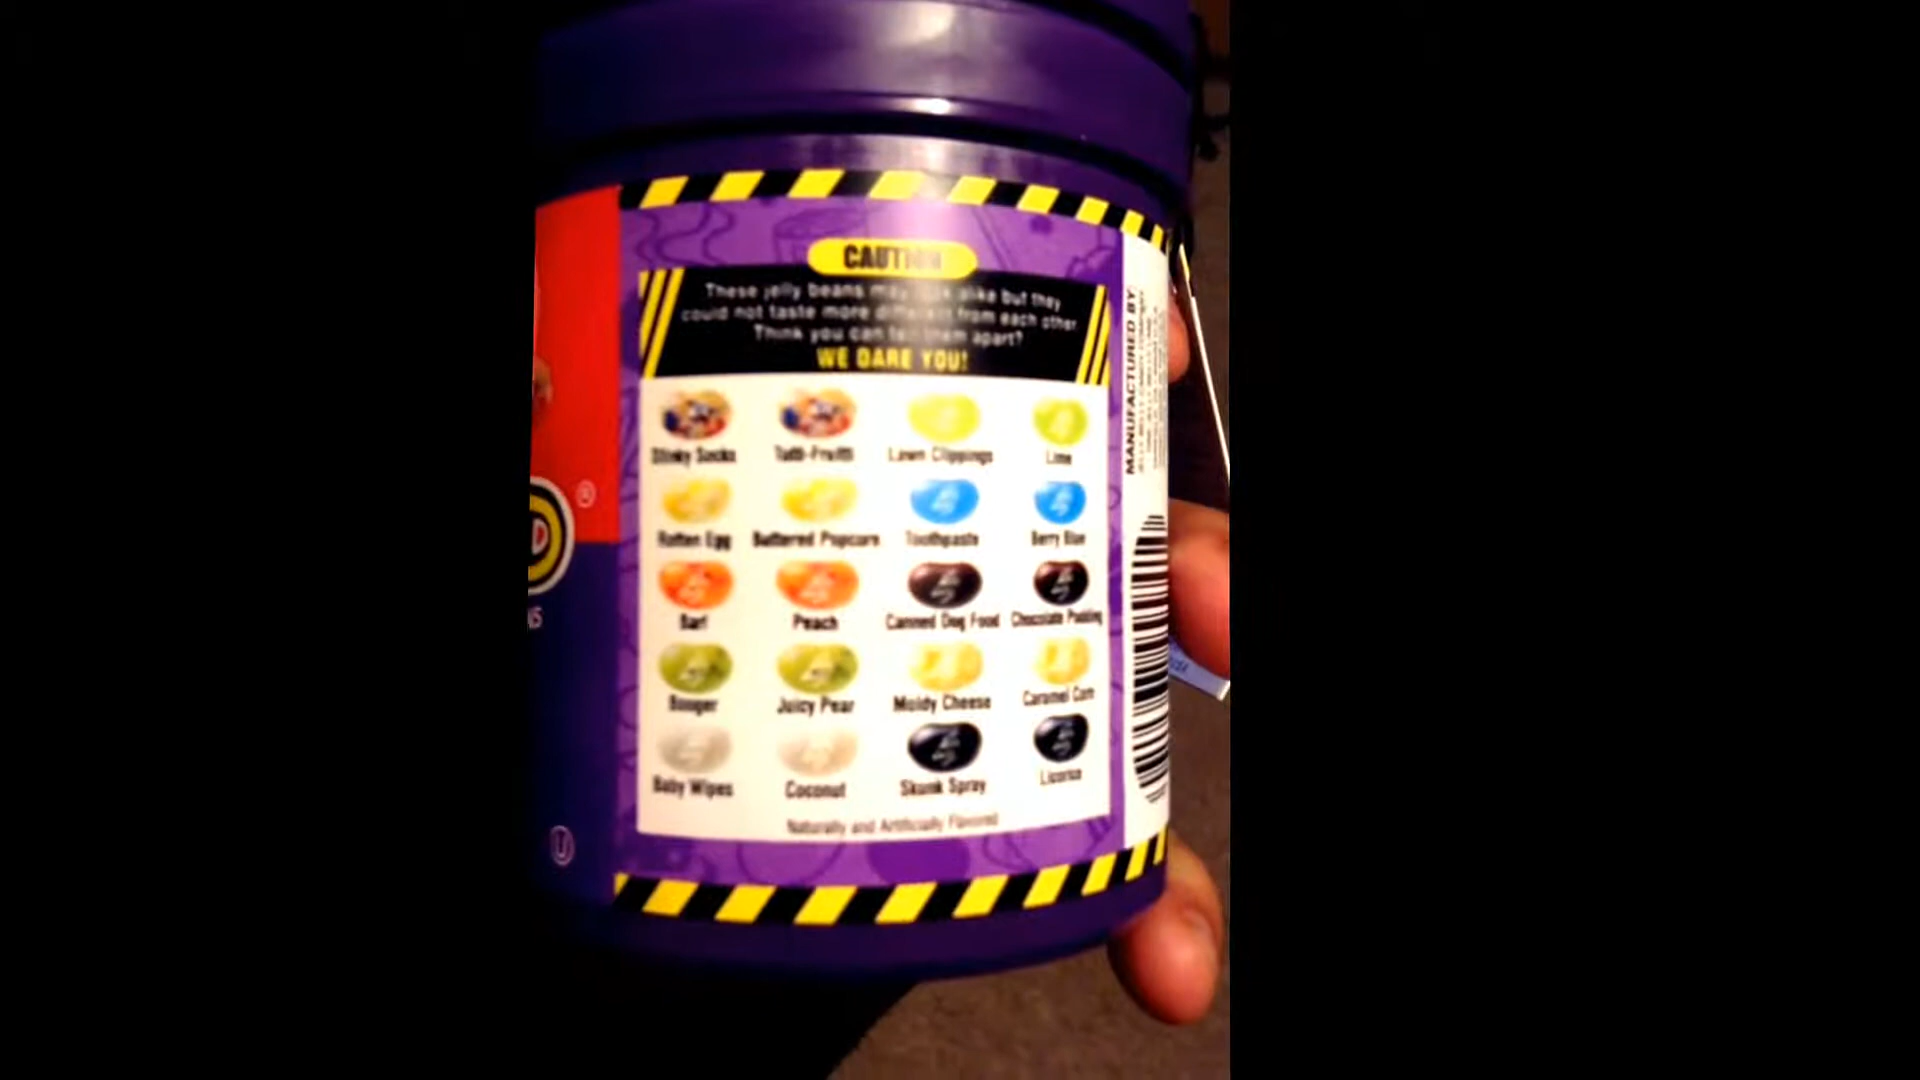 CAUTION
These jelly beans may look alike but they
could not taste more different from each other.
Think you can tell them apart?
WE DARE YOU!
Stinky Socks Tutti-Fruitti Lawn Clippings Lime
Rotten Egg Buttered Popcorn Toothpaste Berry Blue
Barf Peach Canned Dog Food Chocolate Pudding
Booger Juicy Pear Moldy Cheese Caramel Corn
Baby Wipes Coconut Skunk Spray Licorice
Naturally and Artificially Flavored
MANUFACTURED BY:
D
®
U